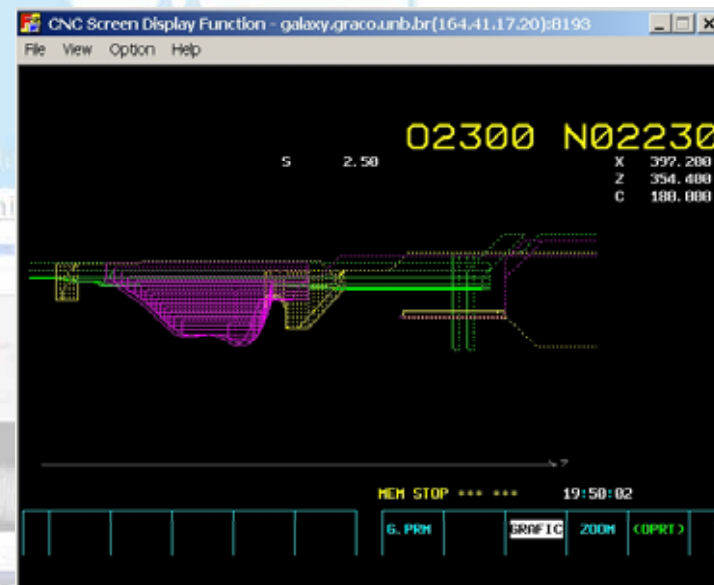 CNC Screen Display Function - galaxy.graco.unb.br(164.41.17.20):8193
File View Option Help
O2300 N02230
S 2.50 X 397.200
Z 354.400
C 180.000
Z
MEM STOP *** *** 19:50:02
G.PRM GRAFIC ZOOM (OPRT)